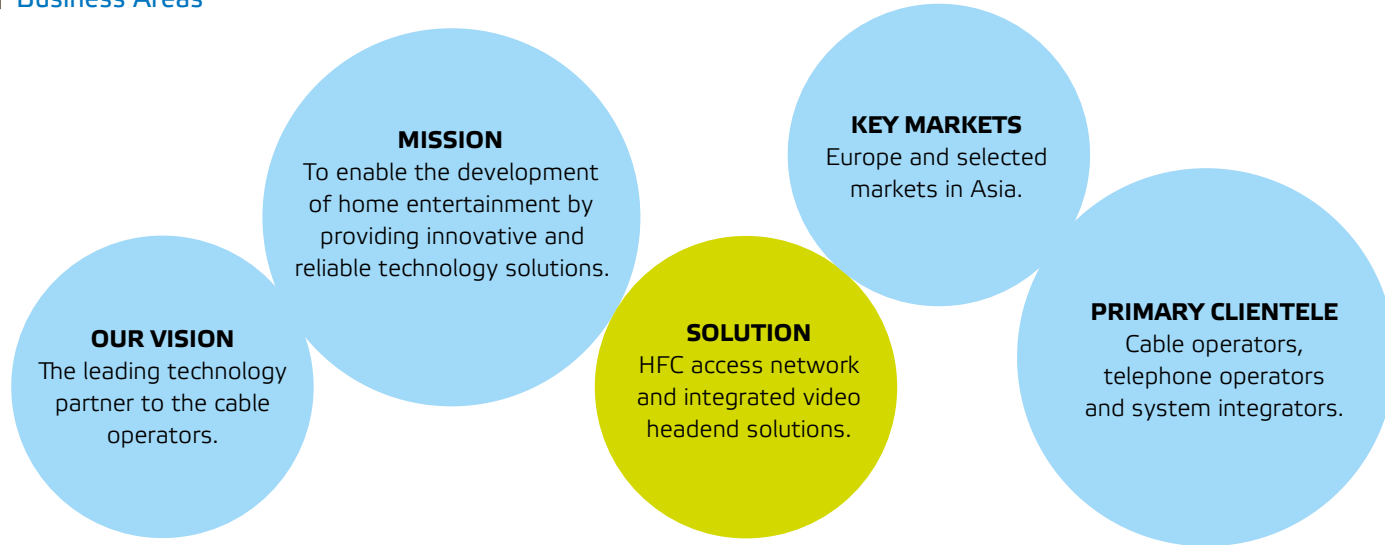 Business Areas
OUR VISION
The leading technology
partner to the cable
operators.
MISSION
To enable the development
of home entertainment by
providing innovative and
reliable technology solutions.
SOLUTION
HFC access network
and integrated video
headend solutions.
KEY MARKETS
Europe and selected
markets in Asia.
PRIMARY CLIENTELE
Cable operators,
telephone operators
and system integrators.